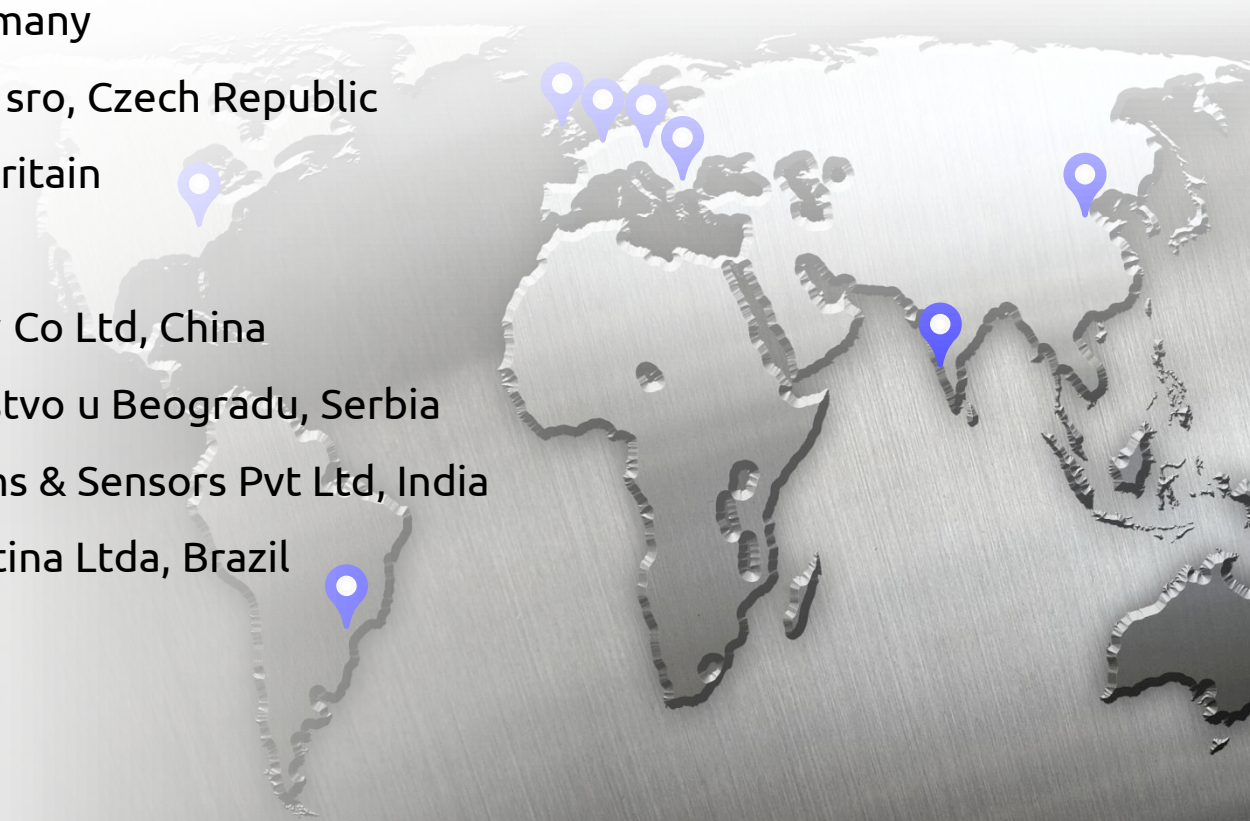 many
sro, Czech Republic
ritain
Co Ltd, China
tvo u Beogradu, Serbia
ns & Sensors Pvt Ltd, India
tina Ltda, Brazil